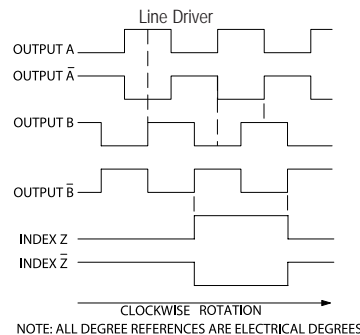 Line Driver
OUTPUT A
OUTPUT A̅
OUTPUT B
OUTPUT B̅
INDEX Z
INDEX Z̅
CLOCKWISE ROTATION
NOTE: ALL DEGREE REFERENCES ARE ELECTRICAL DEGREES